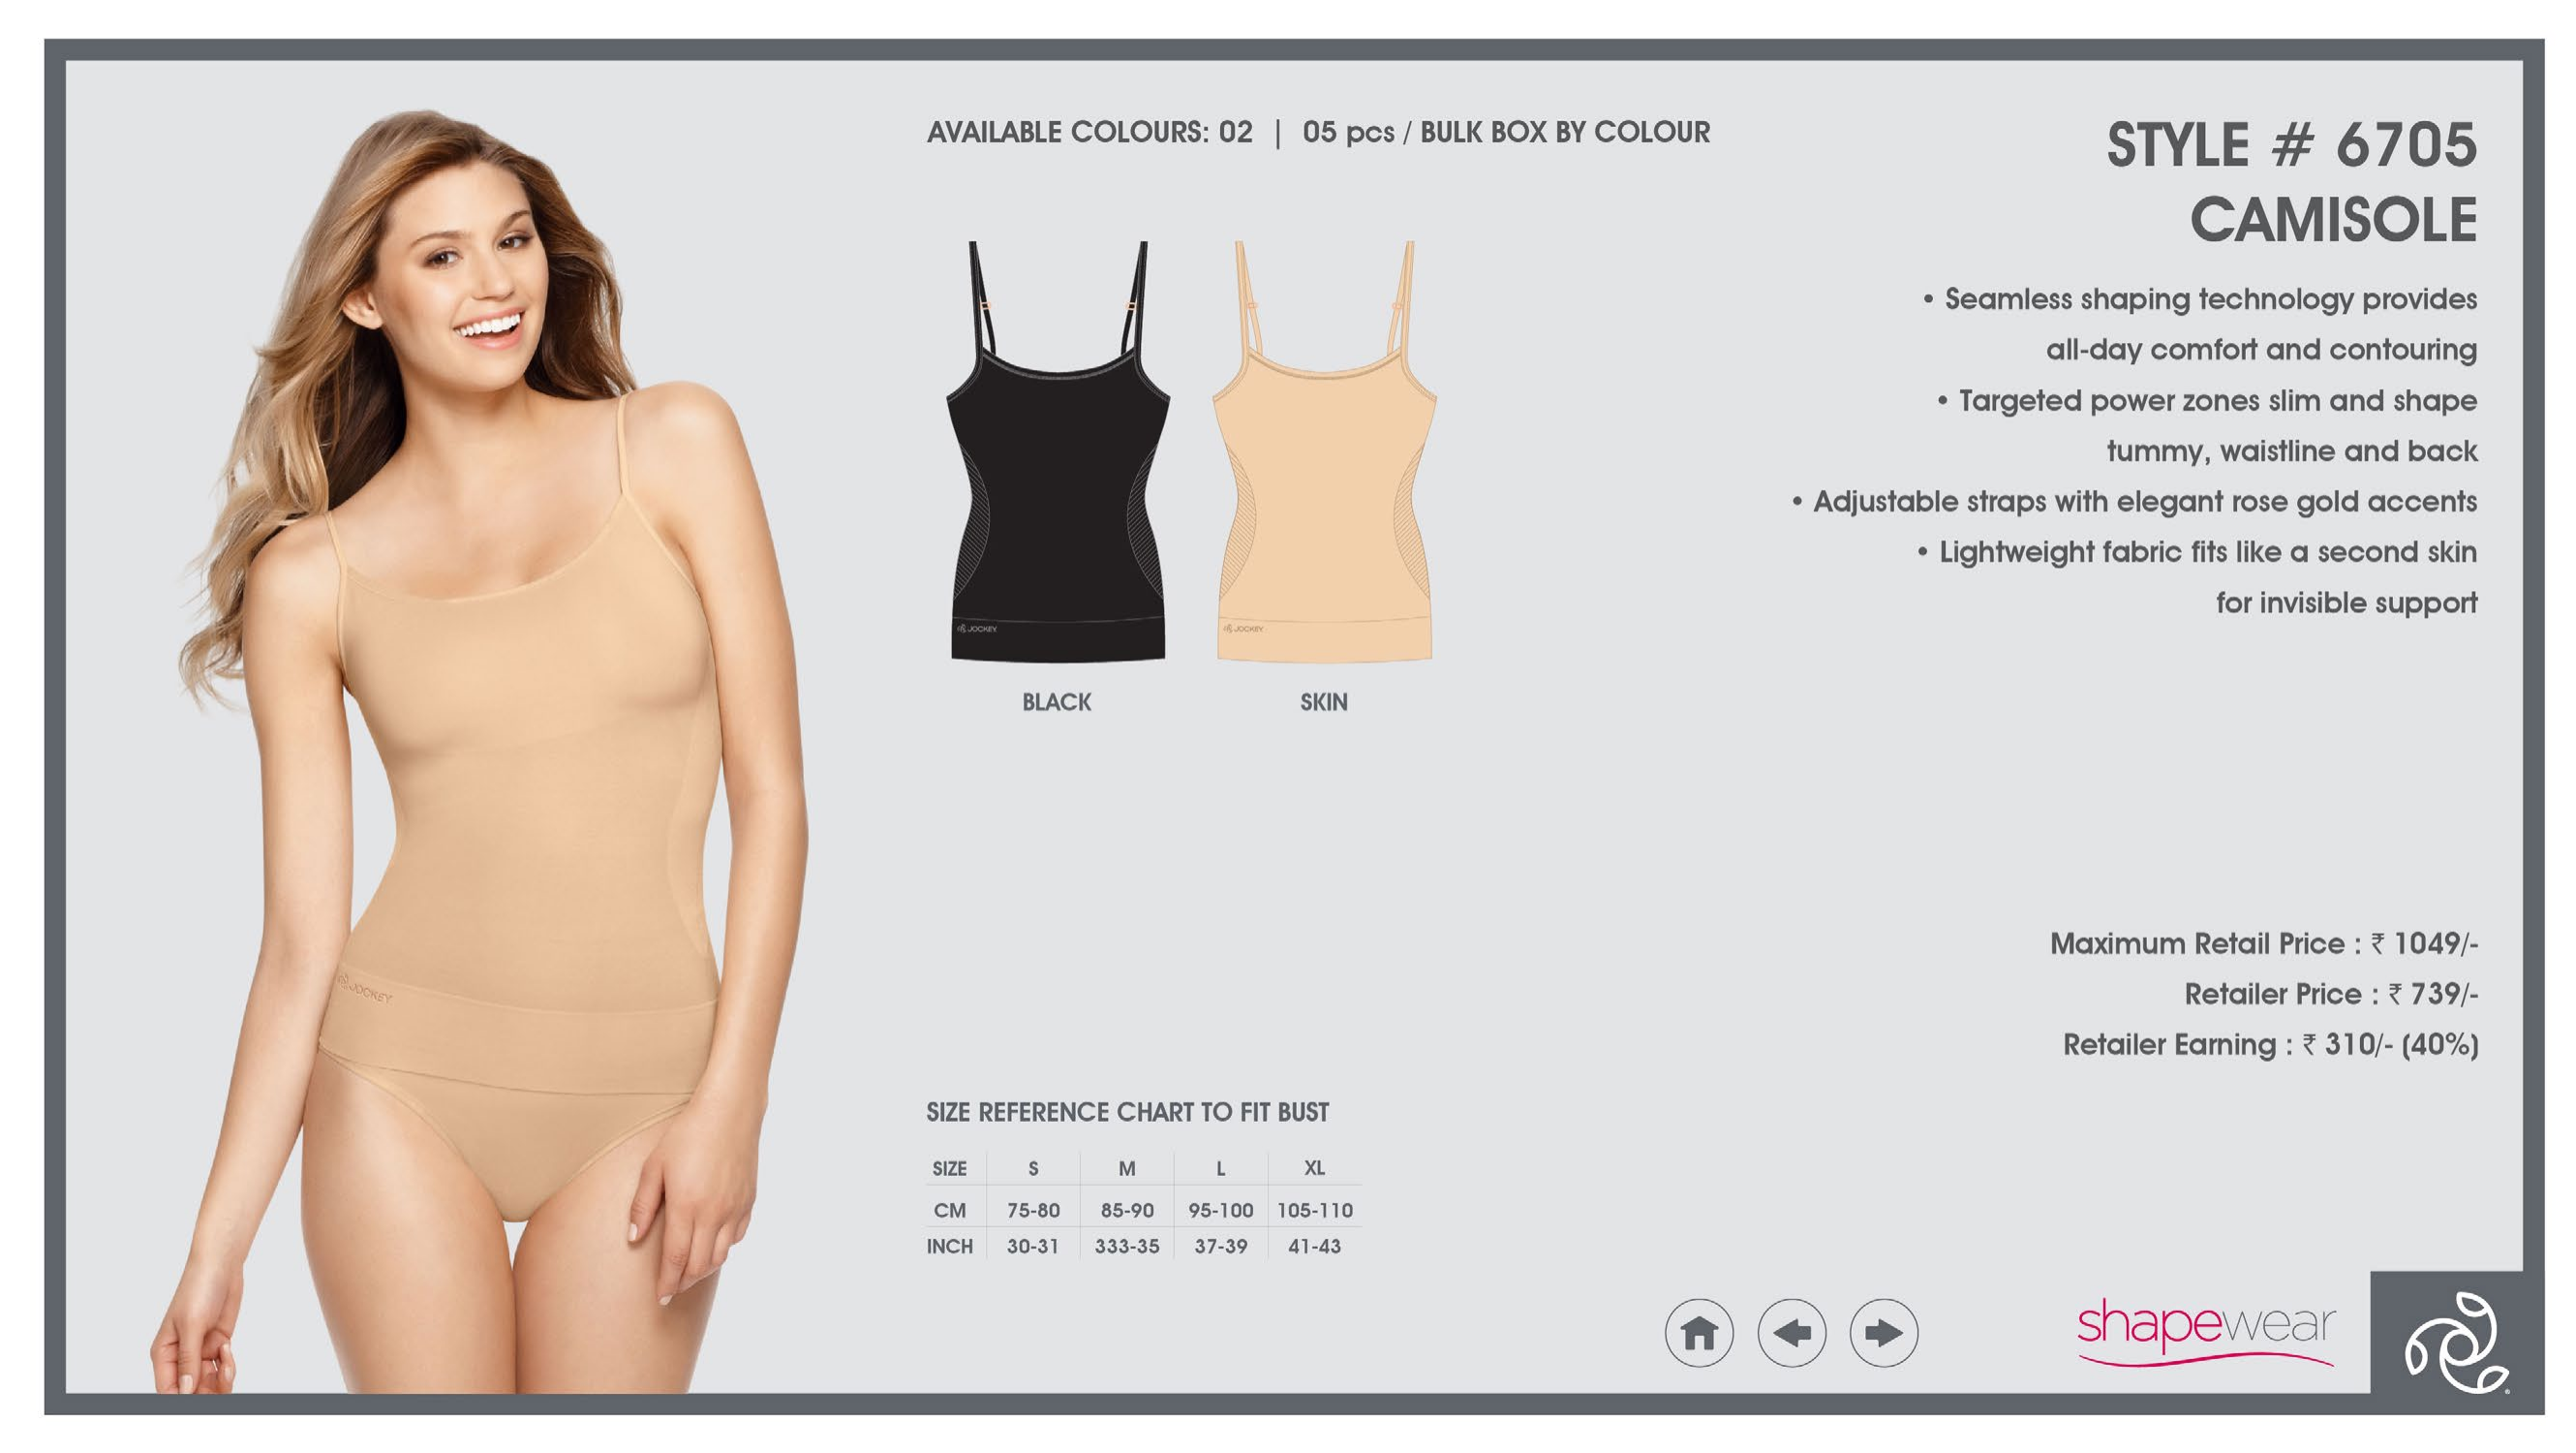 AVAILABLE COLOURS: 02 | 05 pcs / BULK BOX BY COLOUR
STYLE # 6705
CAMISOLE
• Seamless shaping technology provides
all-day comfort and contouring
• Targeted power zones slim and shape
tummy, waistline and back
• Adjustable straps with elegant rose gold accents
• Lightweight fabric fits like a second skin
for invisible support
JOCKEY
JOCKEY
BLACK
SKIN
JOCKEY
Maximum Retail Price : ₹ 1049/-
Retailer Price : ₹ 739/-
Retailer Earning : ₹ 310/- (40%)
SIZE REFERENCE CHART TO FIT BUST
SIZE S M L XL
CM 75-80 85-90 95-100 105-110
INCH 30-31 333-35 37-39 41-43
shapewear